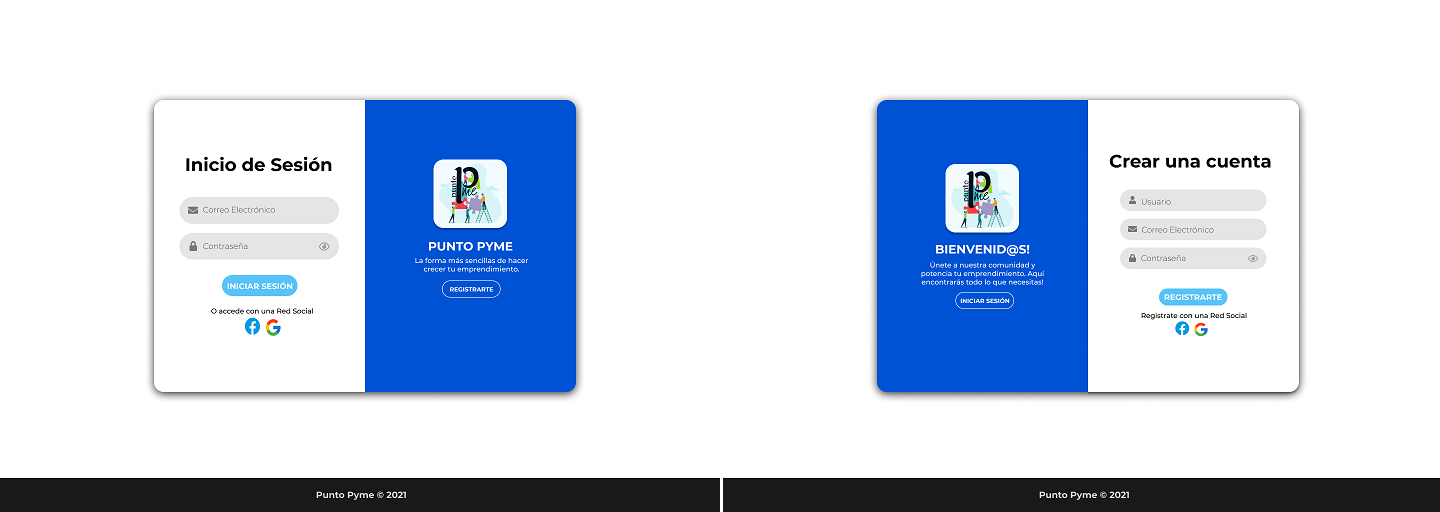 Inicio de Sesión
Correo Electrónico
Contraseña
INICIAR SESIÓN
O accede con una Red Social
punto
Pyme
PUNTO PYME
La forma más sencillas de hacer
crecer tu emprendimiento.
REGISTRARTE
Punto Pyme © 2021
punto
Pyme
BIENVENID@S!
Únete a nuestra comunidad y
potencia tu emprendimiento. Aquí
encontrarás todo lo que necesitas!
INICIAR SESIÓN
Crear una cuenta
Usuario
Correo Electrónico
Contraseña
REGISTRARTE
Registrate con una Red Social
Punto Pyme © 2021